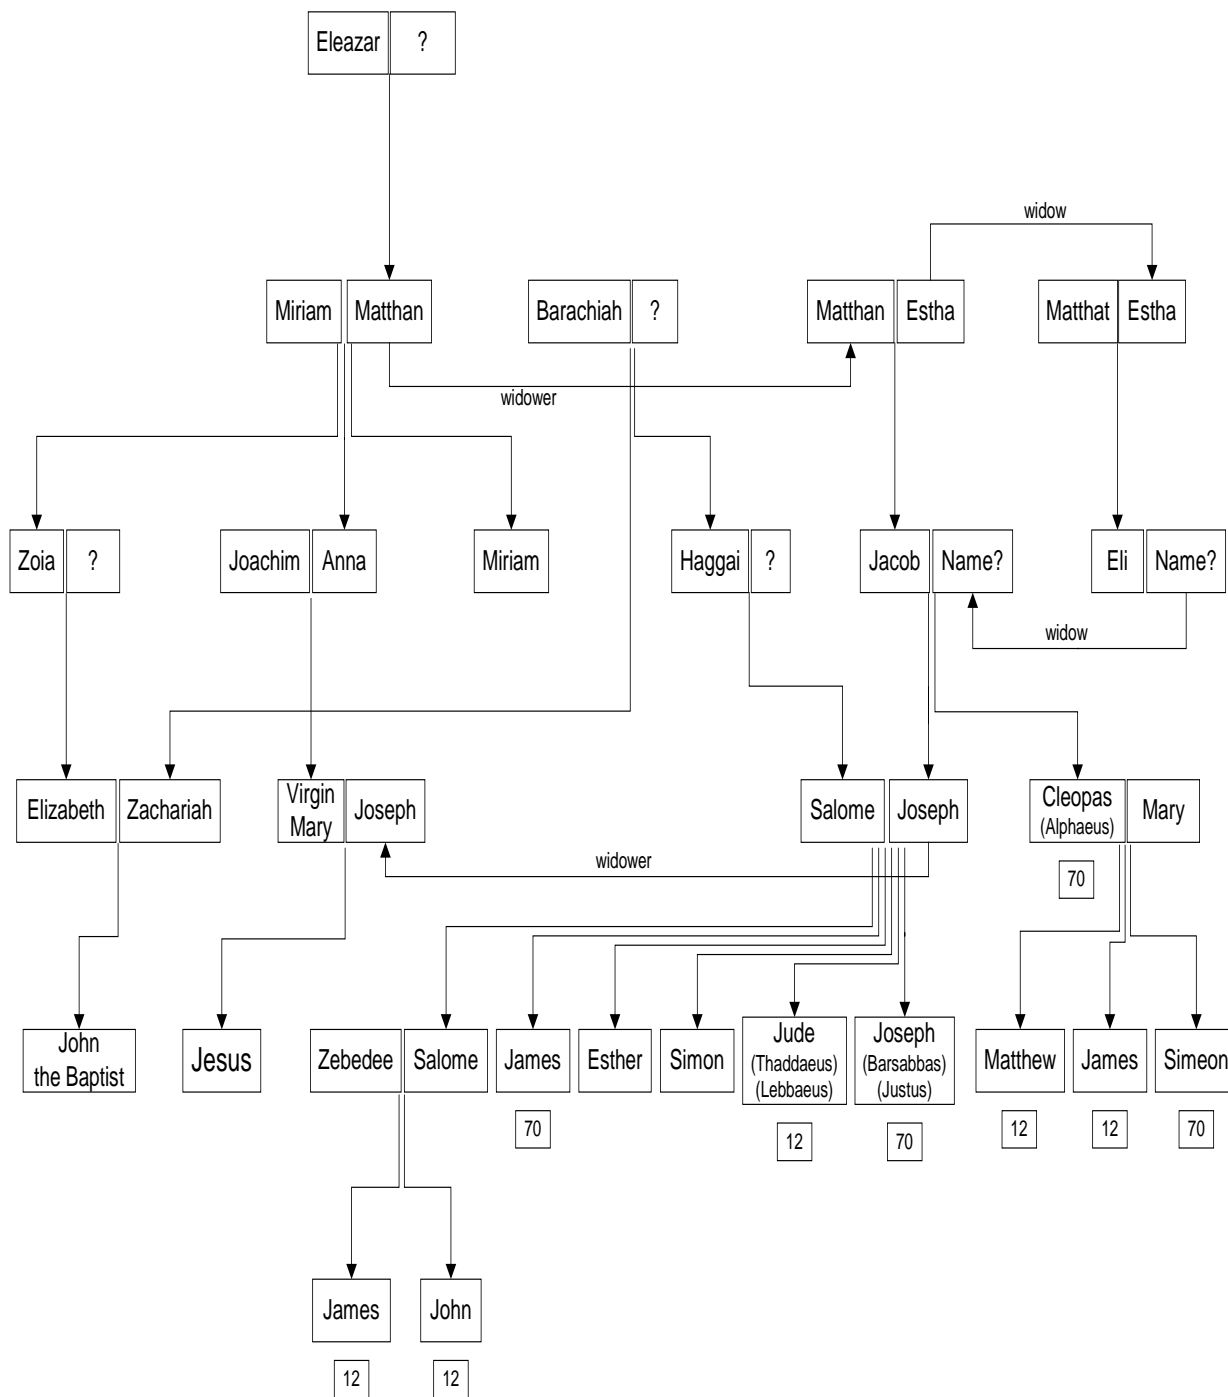 Eleazar
?
widow
Miriam
Matthan
Barachiah
?
Matthan
Estha
Matthat
Estha
widower
Zoia
?
Joachim
Anna
Miriam
Haggai
?
Jacob
Name?
Eli
Name?
widow
Elizabeth
Zachariah
Virgin
Mary
Joseph
Salome
Joseph
Cleopas
(Alphaeus)
Mary
widower
70
John
the Baptist
Jesus
Zebedee
Salome
James
Esther
Simon
Jude
(Thaddaeus)
(Lebbaeus)
Joseph
(Barsabbas)
(Justus)
Matthew
James
Simeon
70
12
70
12
12
70
James
John
12
12